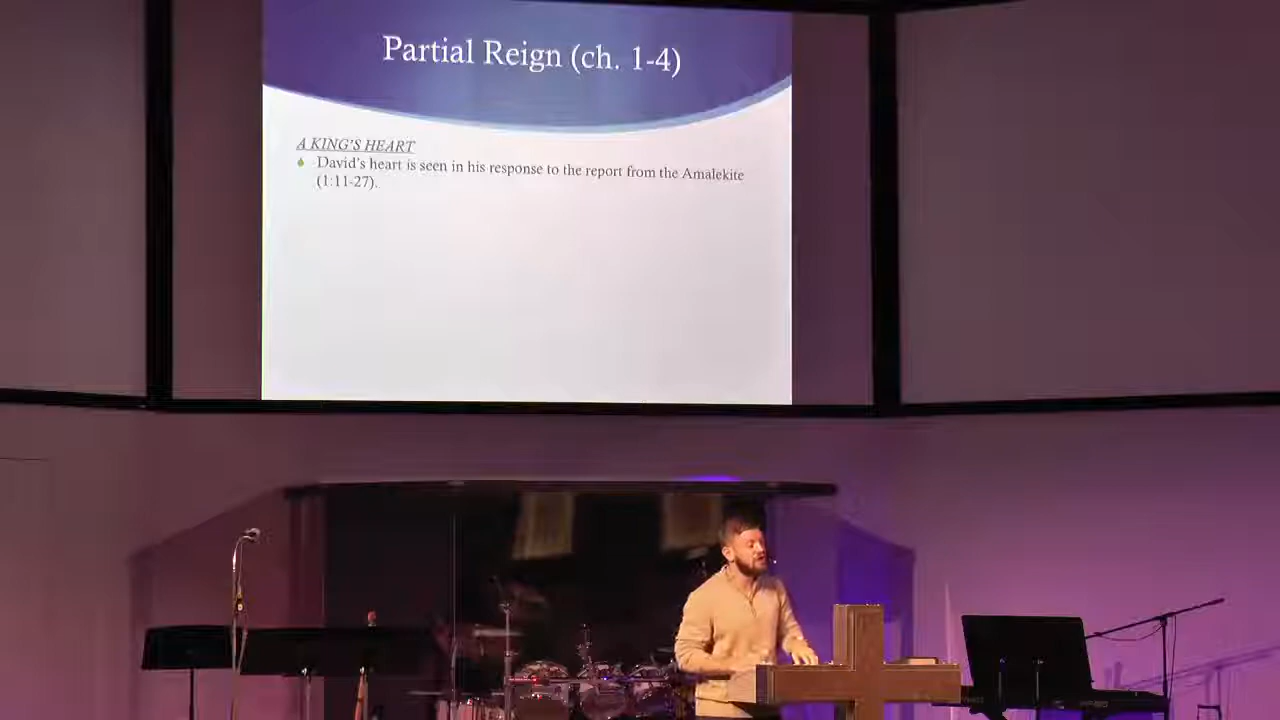 Partial Reign (ch. 1-4)
A KING'S HEART
David's heart is seen in his response to the report from the Amalekite
(1:11-27).